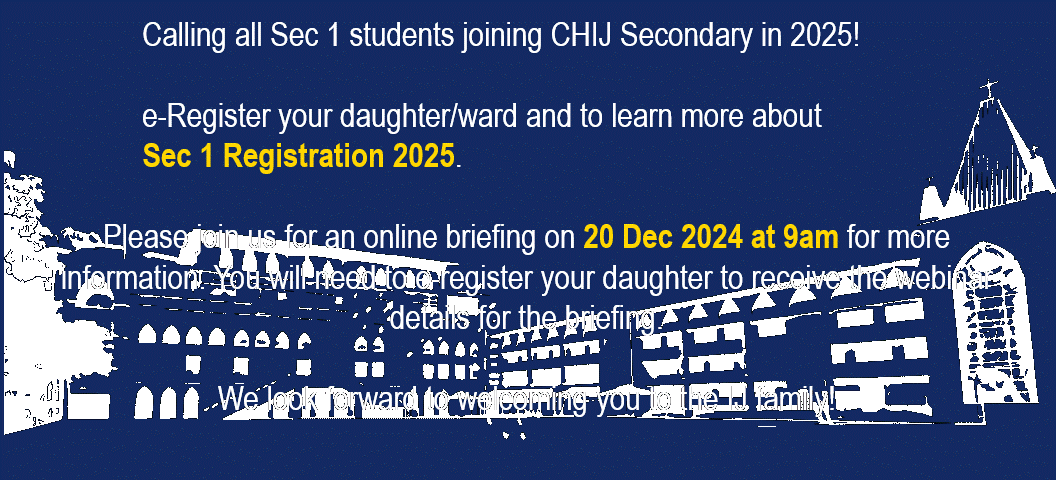 Calling all Sec 1 students joining CHIJ Secondary in 2025!
e-Register your daughter/ward and to learn more about
Sec 1 Registration 2025.
Please join us for an online briefing on 20 Dec 2024 at 9am for more
information. You will need to e-register your daughter to receive the webinar
details for the briefing.
We look forward to welcoming you to the IJ family!